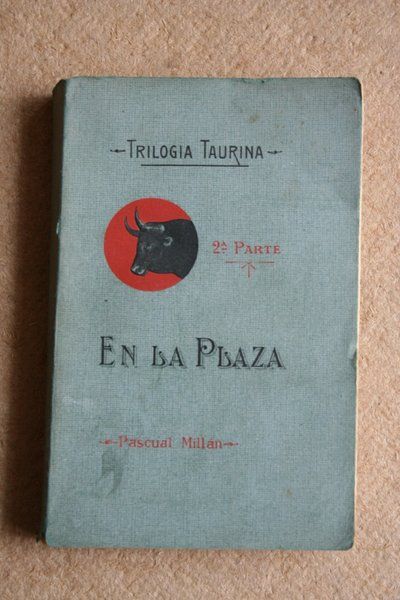 TRILOGIA TAURINA
2ª PARTE
EN LA PLAZA
Pascual Millán